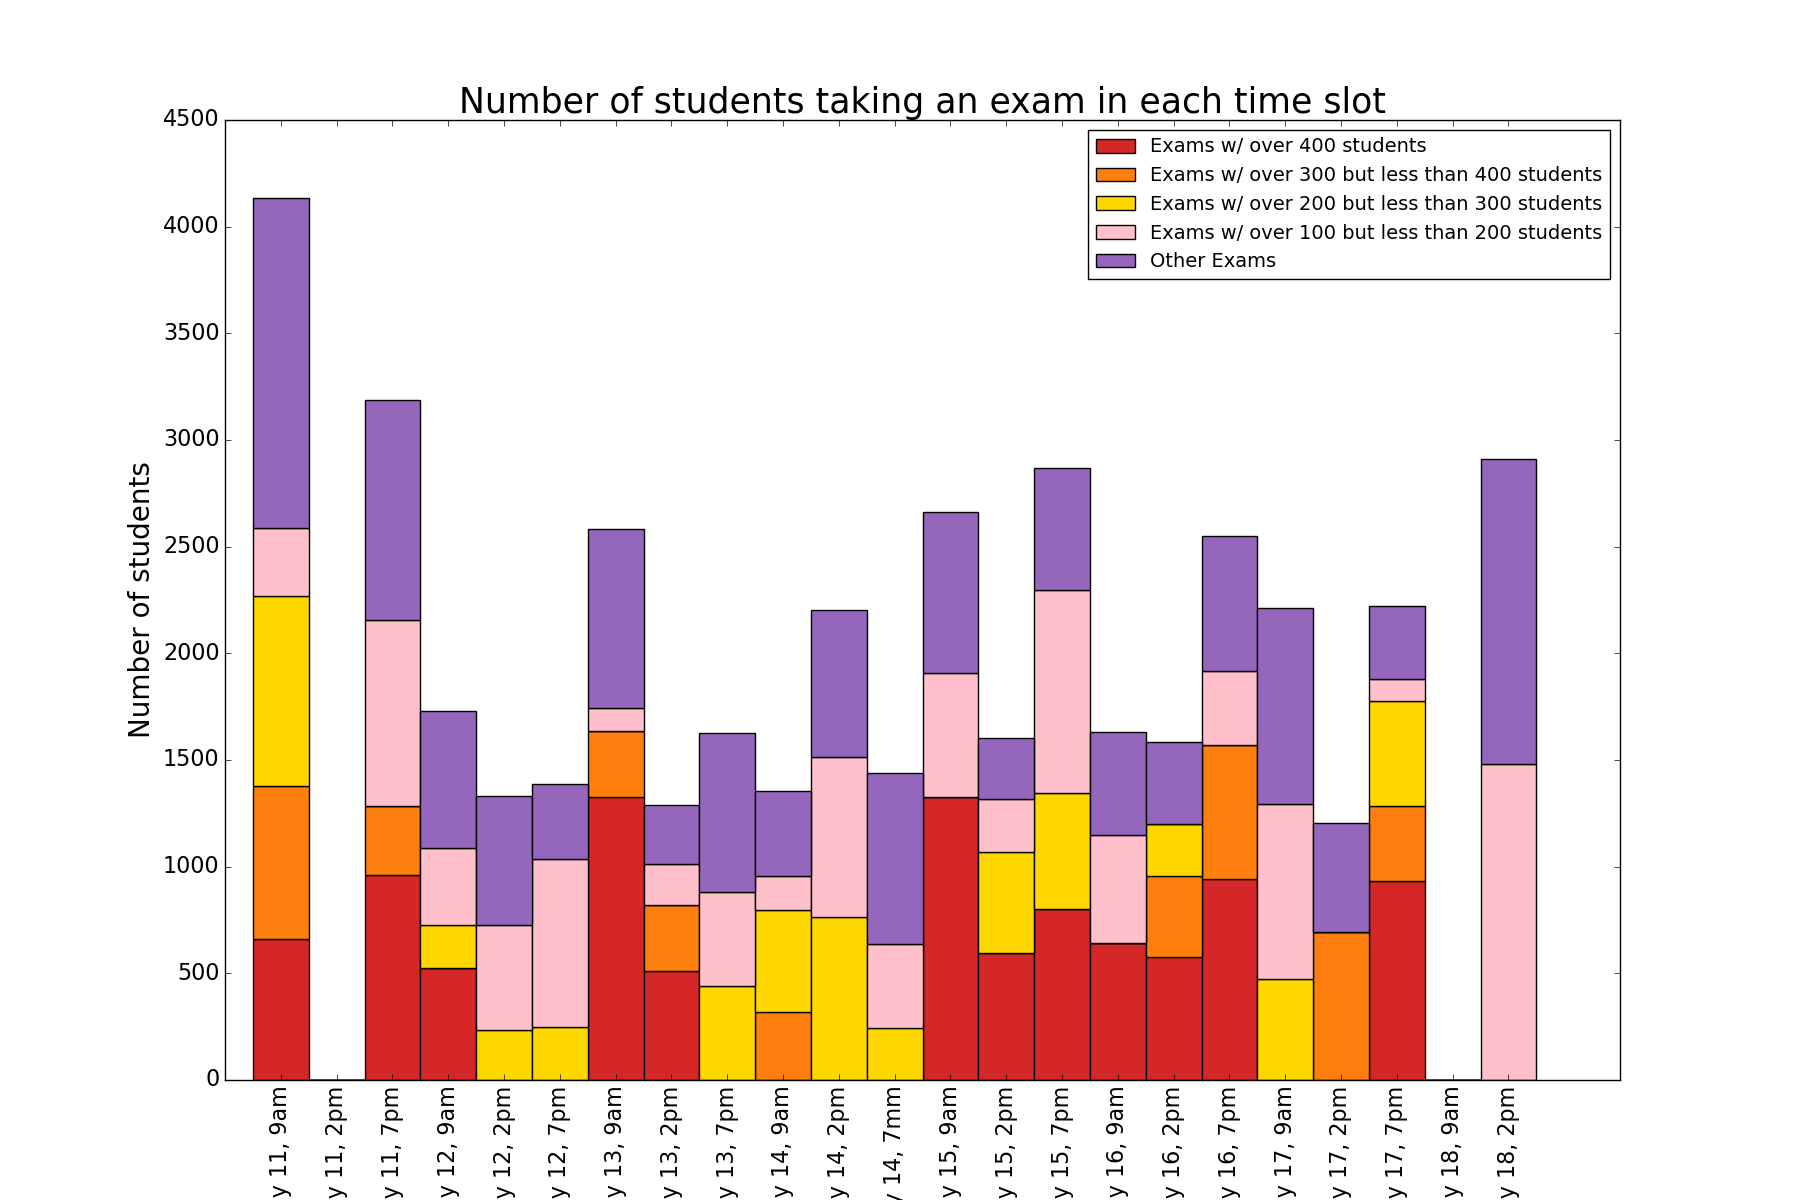 Number of students taking an exam in each time slot
Exams w/ over 400 students
Exams w/ over 300 but less than 400 students
Exams w/ over 200 but less than 300 students
Exams w/ over 100 but less than 200 students
Other Exams
Number of students
4500
4000
3500
3000
2500
2000
1500
1000
500
0
y 11, 9am
y 11, 2pm
y 11, 7pm
y 12, 9am
y 12, 2pm
y 12, 7pm
y 13, 9am
y 13, 2pm
y 13, 7pm
y 14, 9am
y 14, 2pm
y 14, 7mm
y 15, 9am
y 15, 2pm
y 15, 7pm
y 16, 9am
y 16, 2pm
y 16, 7pm
y 17, 9am
y 17, 2pm
y 17, 7pm
y 18, 9am
y 18, 2pm